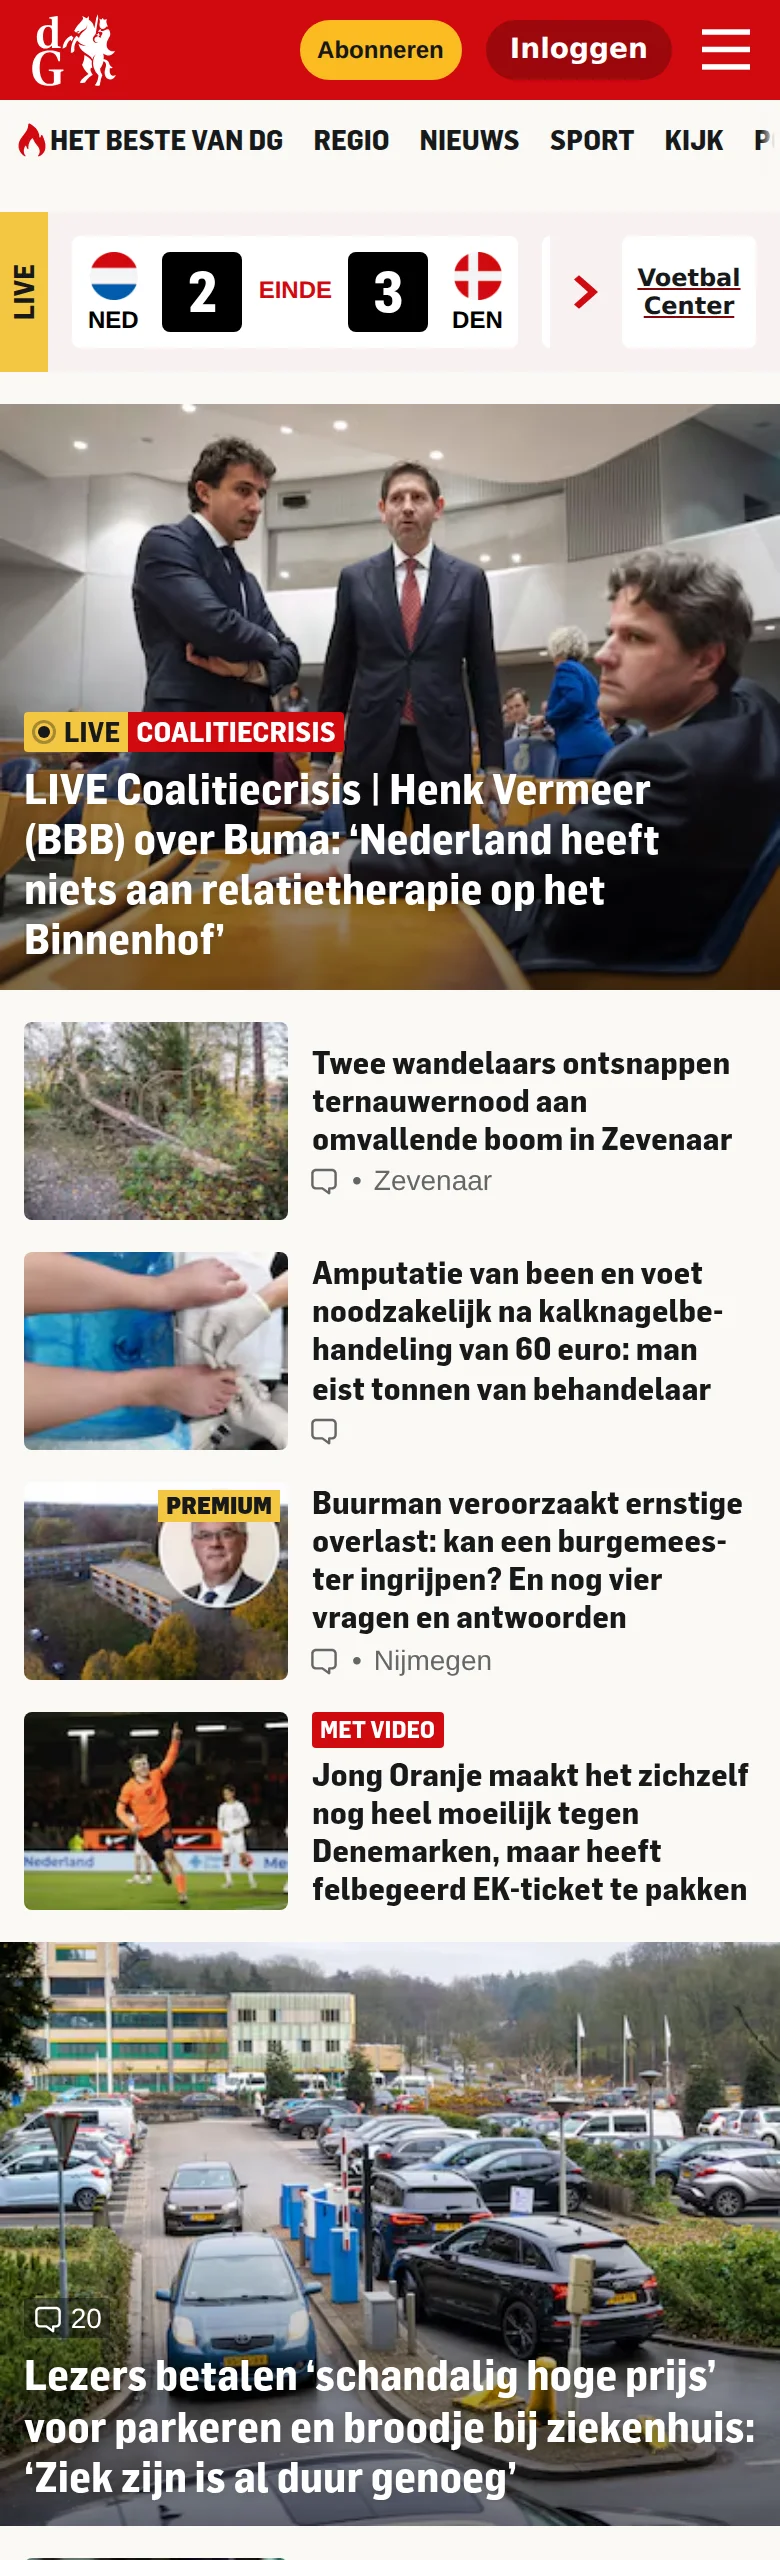 dG
Abonneren
Inloggen
HET BESTE VAN DG
REGIO
NIEUWS
SPORT
KIJK
LIVE
NED
2
EINDE
3
DEN
Voetbal
Center
LIVE
COALITIECRISIS
LIVE Coalitiecrisis | Henk Vermeer
(BBB) over Buma: ‘Nederland heeft
niets aan relatietherapie op het
Binnenhof’
Twee wandelaars ontsnappen
ternauwernood aan
omvallende boom in Zevenaar
• Zevenaar
Amputatie van been en voet
noodzakelijk na kalknagelbe-
handeling van 60 euro: man
eist tonnen van behandelaar
PREMIUM
Buurman veroorzaakt ernstige
overlast: kan een burgemees-
ter ingrijpen? En nog vier
vragen en antwoorden
• Nijmegen
MET VIDEO
Jong Oranje maakt het zichzelf
nog heel moeilijk tegen
Denemarken, maar heeft
felbegeerd EK-ticket te pakken
Nederland
20
Lezers betalen ‘schandalig hoge prijs’
voor parkeren en broodje bij ziekenhuis:
‘Ziek zijn is al duur genoeg’